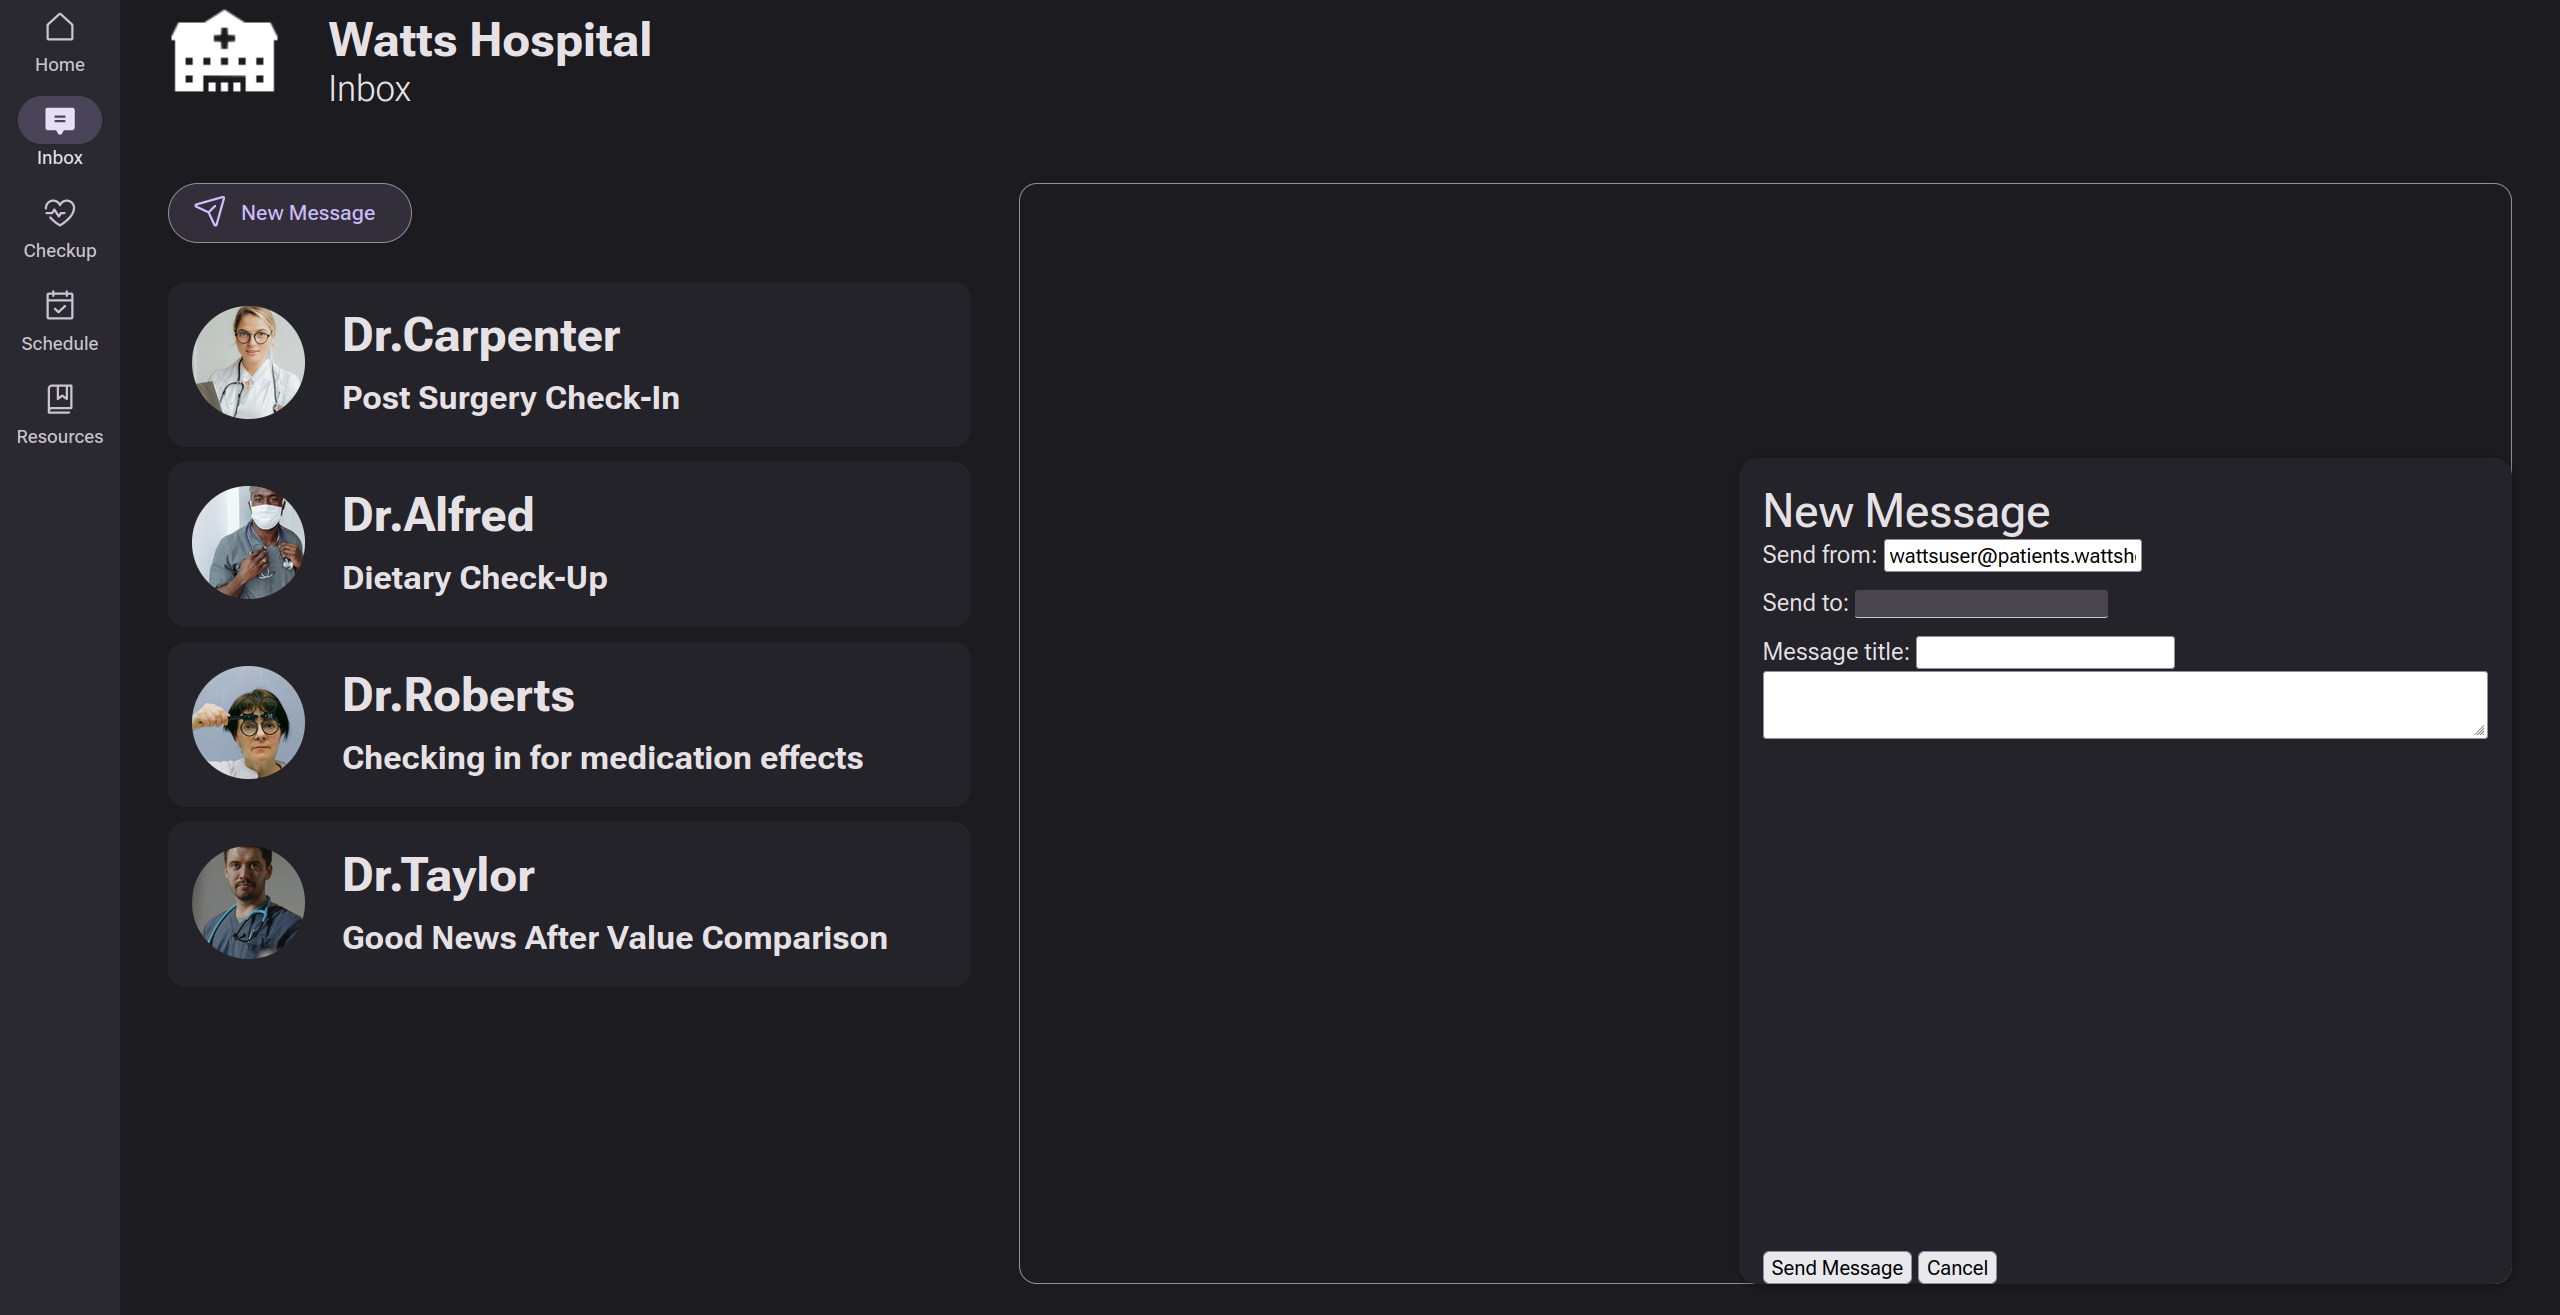 Home
Inbox
Checkup
Schedule
Resources
Watts Hospital
Inbox
New Message
Dr.Carpenter
Post Surgery Check-In
Dr.Alfred
Dietary Check-Up
Dr.Roberts
Checking in for medication effects
Dr.Taylor
Good News After Value Comparison
New Message
Send from: wattsuser@patients.wattsh
Send to:
Message title:
Send Message Cancel